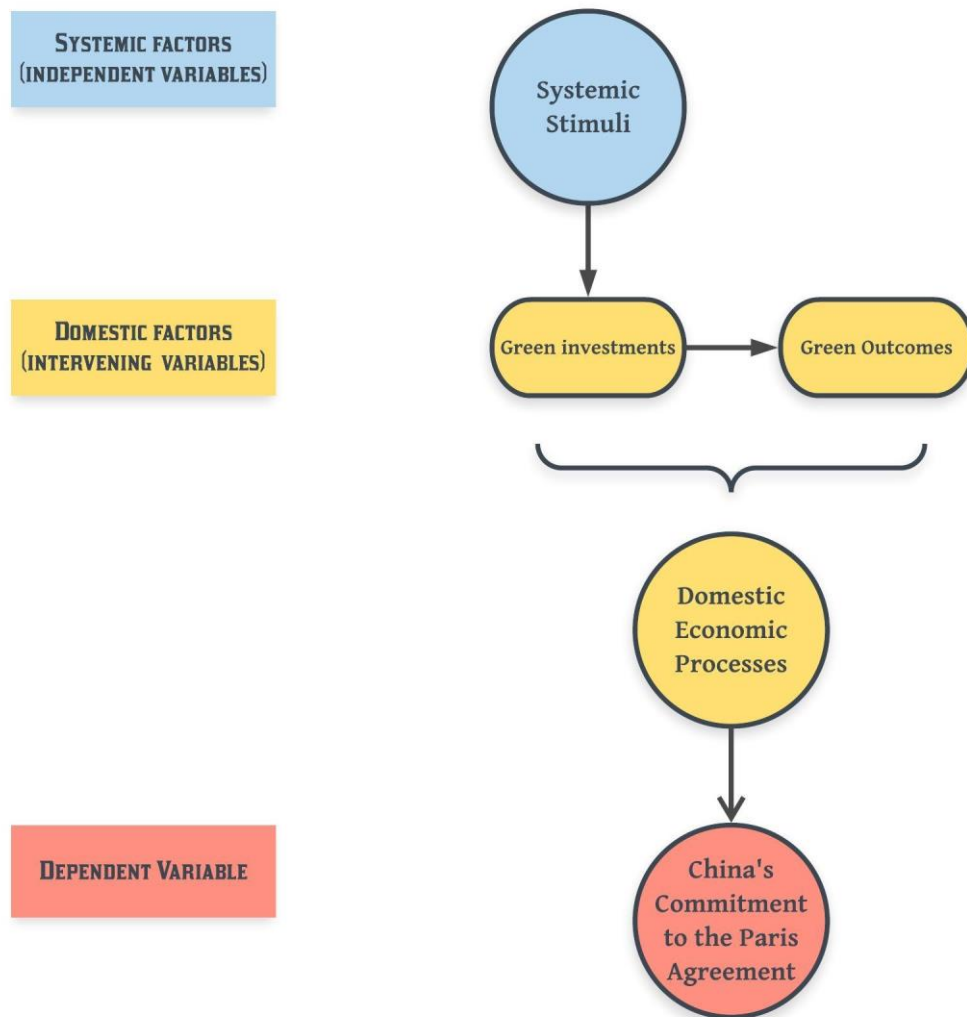 Systemic factors
(independent variables)
Systemic
Stimuli
Domestic factors
(intervening variables)
Green investments
Green Outcomes
Domestic
Economic
Processes
Dependent Variable
China's
Commitment
to the Paris
Agreement